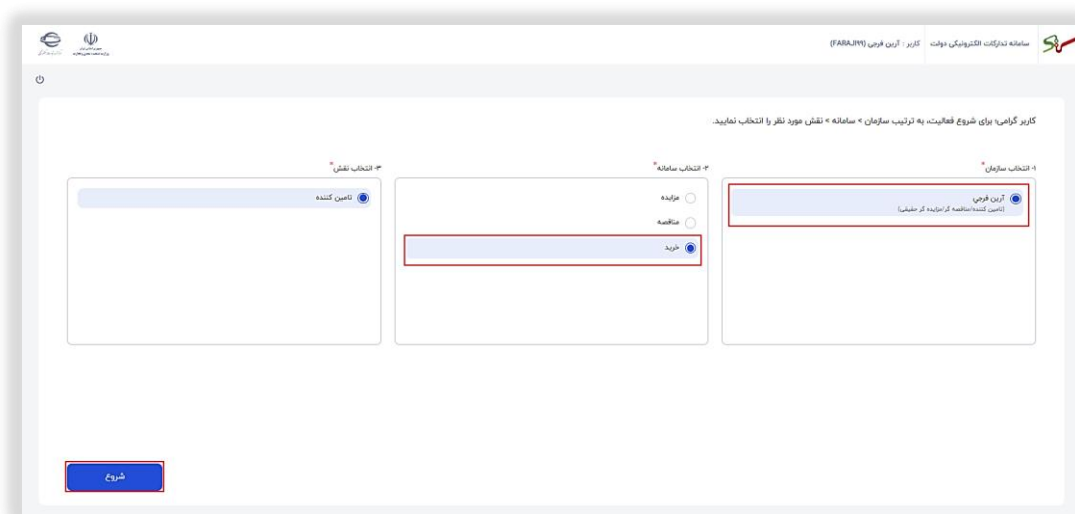 سامانه تدارکات الکترونیکی دولت کاربر : آرین فرجی (FARAJI99)
کاربر گرامی؛ برای شروع فعالیت، به ترتیب سازمان > سامانه > نقش مورد نظر را انتخاب نمایید.
۱- انتخاب سازمان*
آرین فرجي
(تامین کننده/مناقصه گر/مزایده گر حقیقی)
۲- انتخاب سامانه*
مزایده
مناقصه
خرید
۳- انتخاب نقش*
تامین کننده
شروع